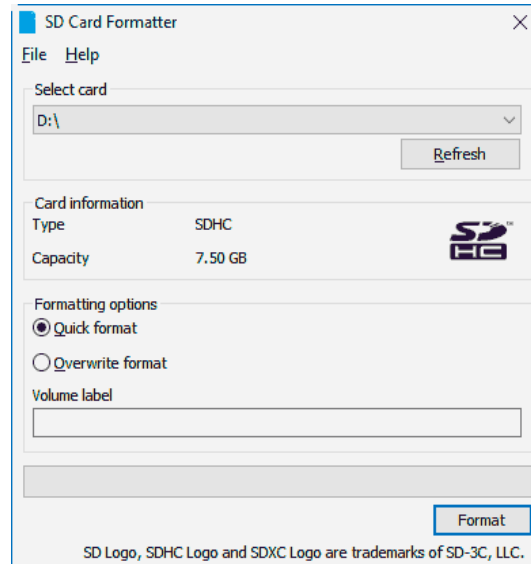 SD Card Formatter
File Help
Select card
D:\
Refresh
Card information
Type SDHC
SD™
HC
Capacity 7.50 GB
Formatting options
Quick format
Overwrite format
Volume label
Format
SD Logo, SDHC Logo and SDXC Logo are trademarks of SD-3C, LLC.